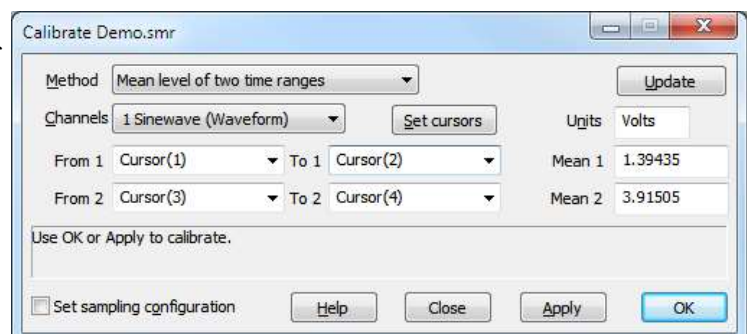 Calibrate Demo.smr
Method Mean level of two time ranges Update
Channels 1 Sinewave (Waveform) Set cursors Units Volts
From 1 Cursor(1) To 1 Cursor(2) Mean 1 1.39435
From 2 Cursor(3) To 2 Cursor(4) Mean 2 3.91505
Use OK or Apply to calibrate.
Set sampling configuration Help Close Apply OK